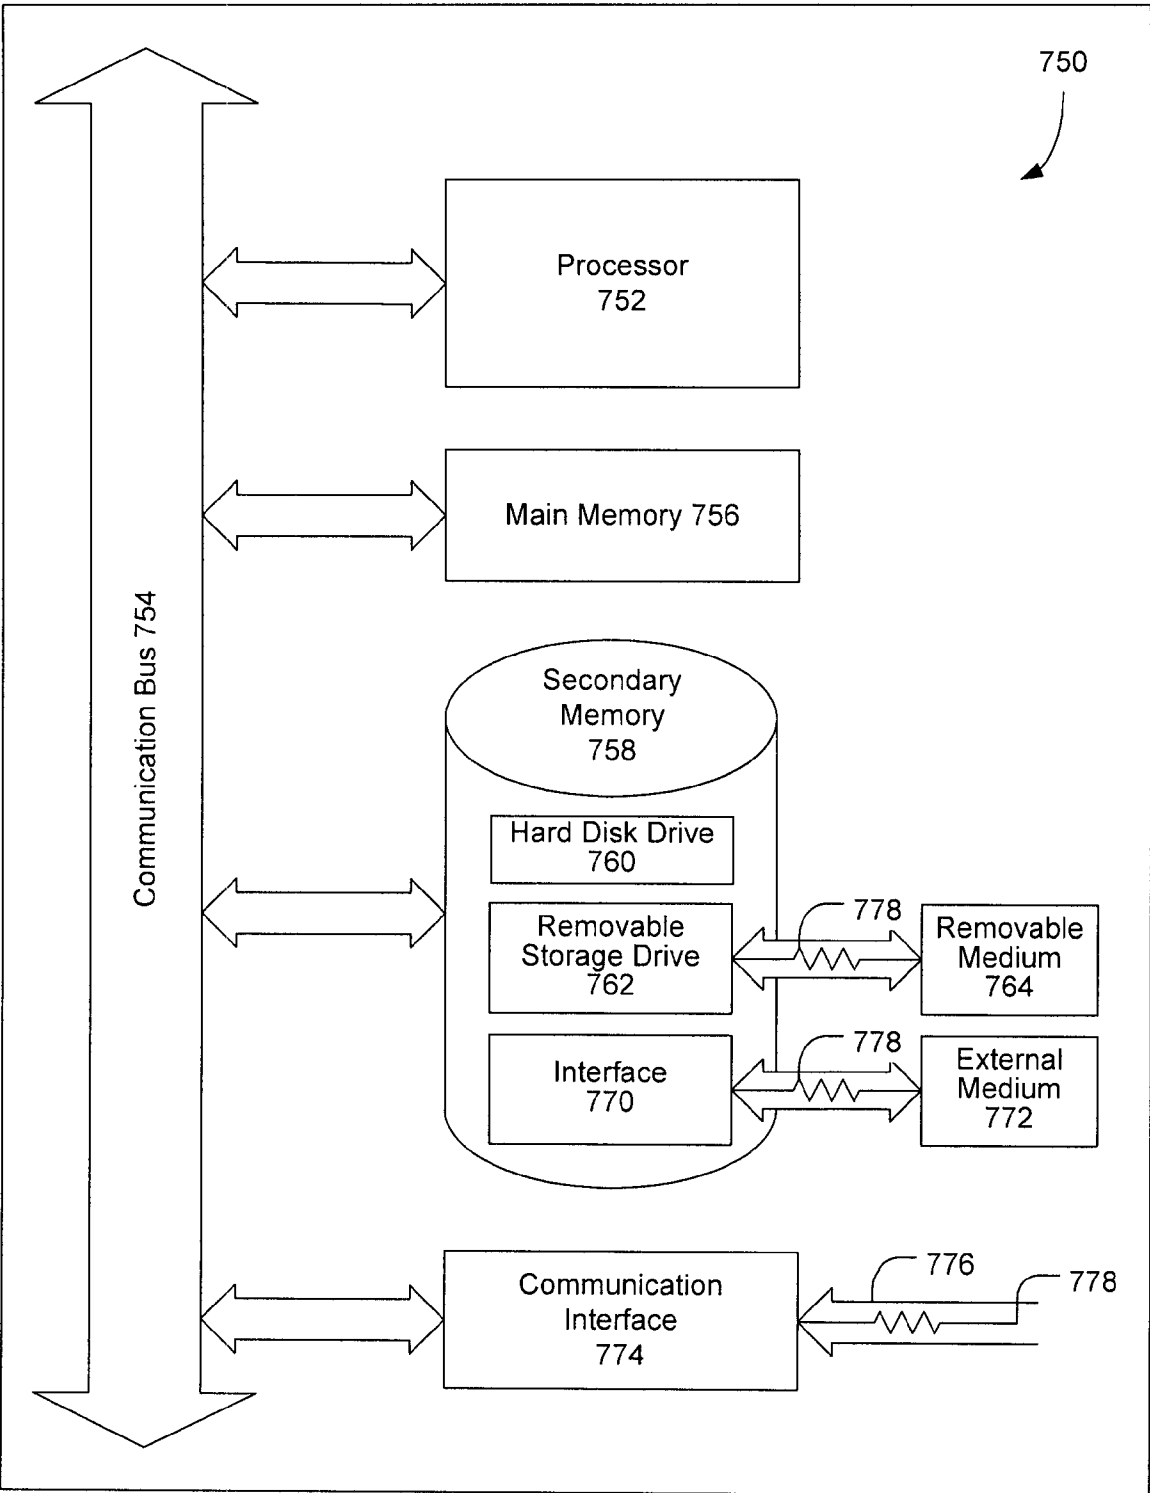 750
Processor
752
Main Memory 756
Communication Bus 754
Secondary
Memory
758
Hard Disk Drive
760
Removable
Storage Drive
762
778
Removable
Medium
764
Interface
770
778
External
Medium
772
Communication
Interface
774
776
778